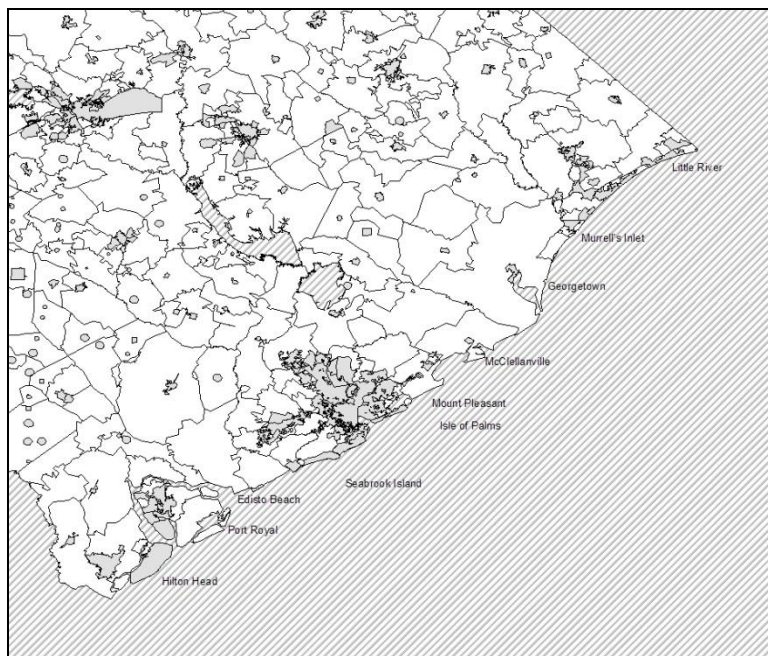 Little River
Murrell's Inlet
Georgetown
McClellanville
Mount Pleasant
Isle of Palms
Seabrook Island
Edisto Beach
Port Royal
Hilton Head